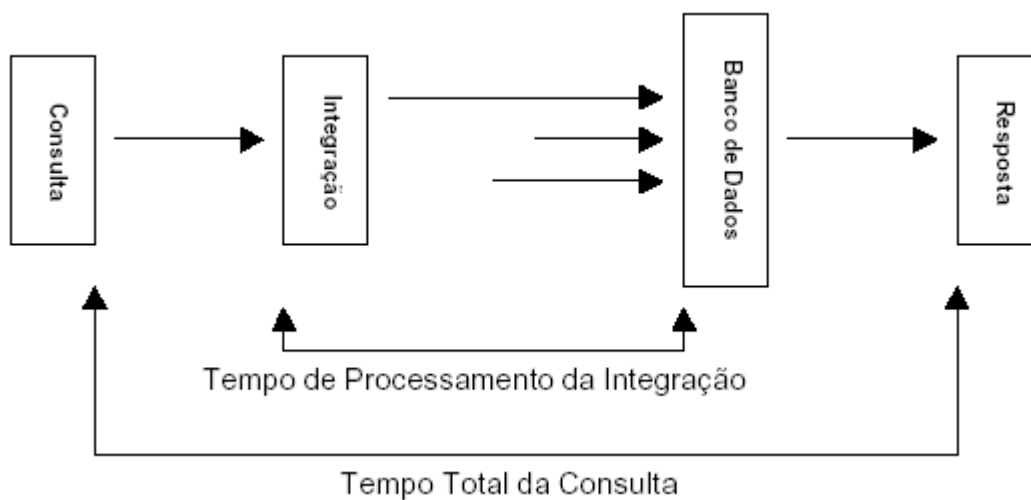 Consulta
Integração
Banco de Dados
Resposta
Tempo de Processamento da Integração
Tempo Total da Consulta